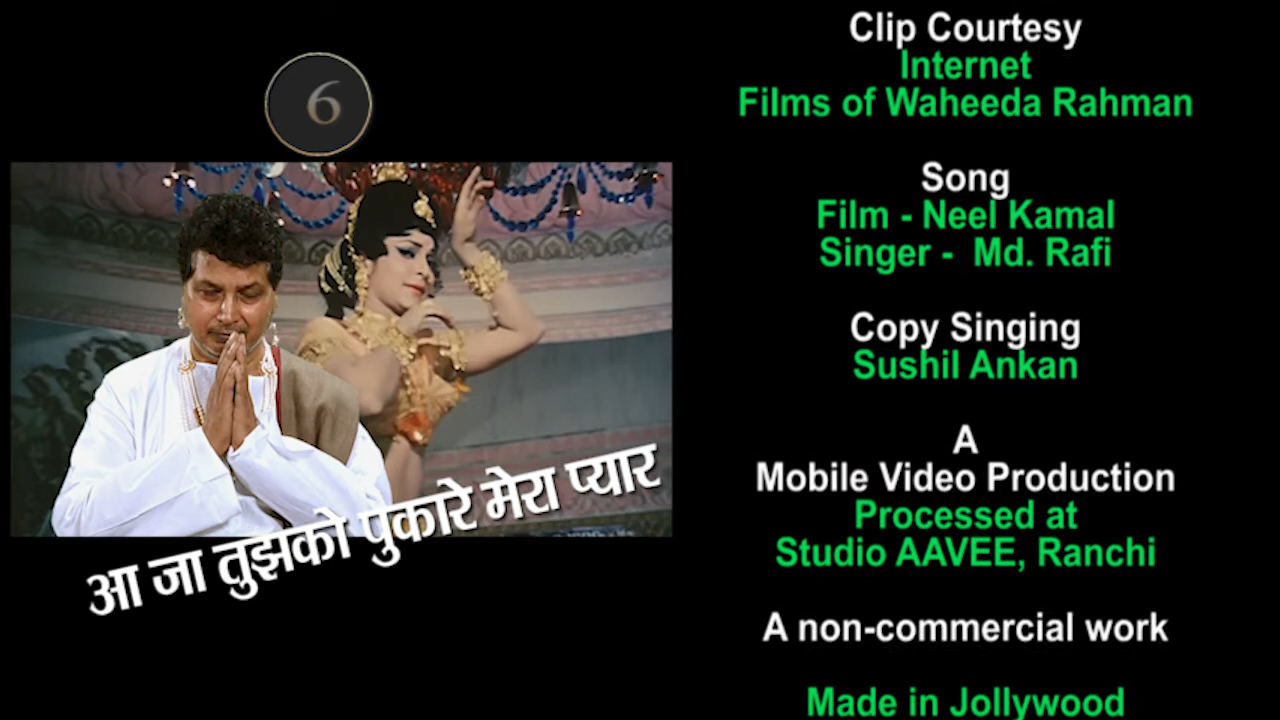 6
आ जा तुझको पुकारे मेरा प्यार
Clip Courtesy
Internet
Films of Waheeda Rahman
Song
Film - Neel Kamal
Singer -  Md. Rafi
Copy Singing
Sushil Ankan
A
Mobile Video Production
Processed at
Studio AAVEE, Ranchi
A non-commercial work
Made in Jollywood